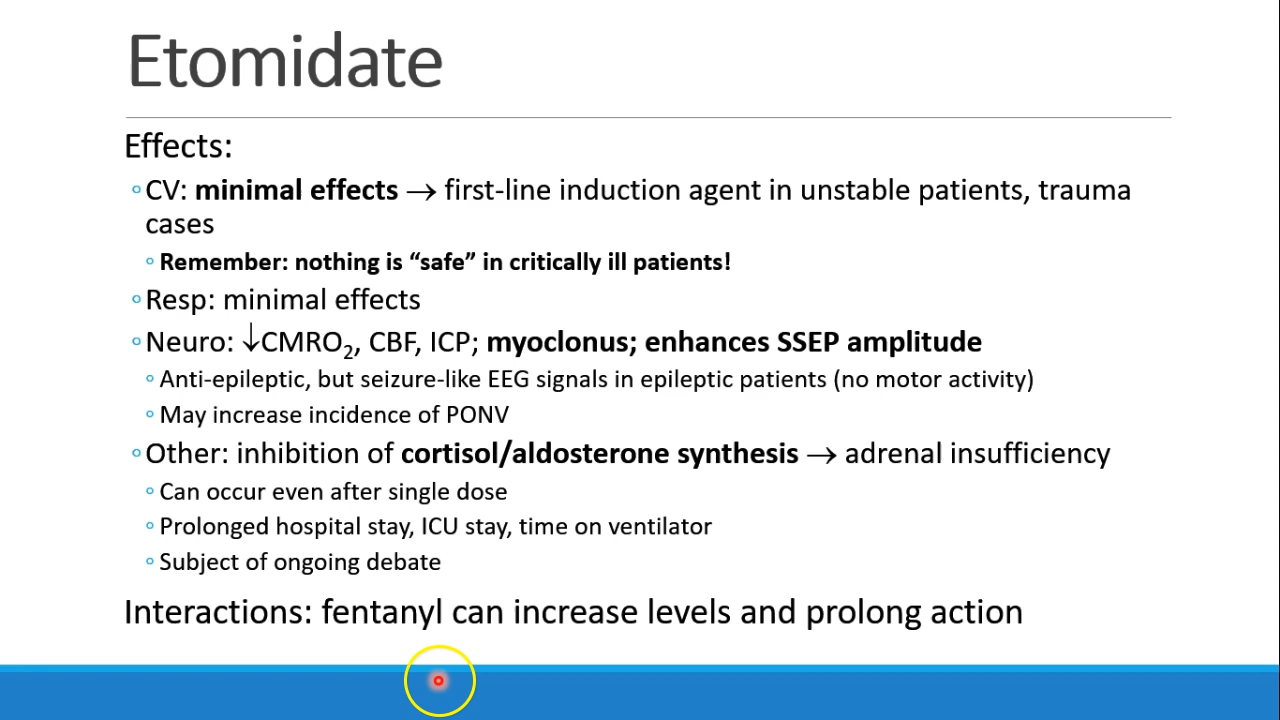 Etomidate
Effects:
◦CV: minimal effects → first-line induction agent in unstable patients, trauma
cases
◦Remember: nothing is “safe” in critically ill patients!
◦Resp: minimal effects
◦Neuro: ↓CMRO₂, CBF, ICP; myoclonus; enhances SSEP amplitude
◦Anti-epileptic, but seizure-like EEG signals in epileptic patients (no motor activity)
◦May increase incidence of PONV
◦Other: inhibition of cortisol/aldosterone synthesis → adrenal insufficiency
◦Can occur even after single dose
◦Prolonged hospital stay, ICU stay, time on ventilator
◦Subject of ongoing debate
Interactions: fentanyl can increase levels and prolong action